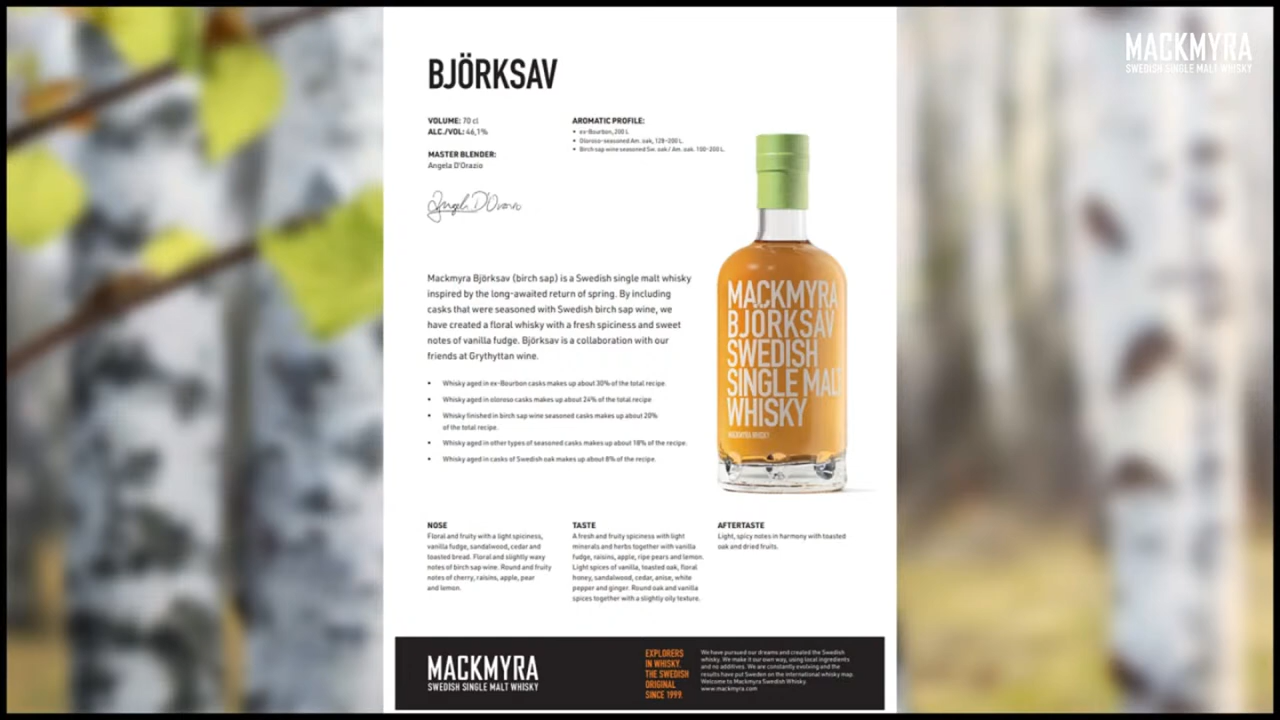 MACKMYRA
SWEDISH SINGLE MALT WHISKY
BJÖRKSAV
VOLUME: 70 cl
ALC./VOL: 46,1%
MASTER BLENDER:
Angela D'Orazio
AROMATIC PROFILE:
• ex-Bourbon, 200 L
• Oloroso-seasoned Am. oak, 128-200 L.
• Birch sap wine seasoned Sw. oak / Am. oak. 100-200 L.
Angela D'Orazio
Mackmyra Björksav (birch sap) is a Swedish single malt whisky
inspired by the long-awaited return of spring. By including
casks that were seasoned with Swedish birch sap wine, we
have created a floral whisky with a fresh spiciness and sweet
notes of vanilla fudge. Björksav is a collaboration with our
friends at Grythyttan wine.
• Whisky aged in ex-Bourbon casks makes up about 30% of the total recipe.
• Whisky aged in oloroso casks makes up about 24% of the total recipe
• Whisky finished in birch sap wine seasoned casks makes up about 20%
of the total recipe.
• Whisky aged in other types of seasoned casks makes up about 18% of the recipe.
• Whisky aged in casks of Swedish oak makes up about 8% of the recipe.
MACKMYRA
BJÖRKSAV
SWEDISH
SINGLE MALT
WHISKY
MACKMYRA WHISKY
NOSE
Floral and fruity with a light spiciness,
vanilla fudge, sandalwood, cedar and
toasted bread. Floral and slightly waxy
notes of birch sap wine. Round and fruity
notes of cherry, raisins, apple, pear
and lemon.
TASTE
A fresh and fruity spiciness with light
minerals and herbs together with vanilla
fudge, raisins, apple, ripe pears and lemon.
Light spices of vanilla, toasted oak, floral
honey, sandalwood, cedar, anise, white
pepper and ginger. Round oak and vanilla
spices together with a slightly oily texture.
AFTERTASTE
Light, spicy notes in harmony with toasted
oak and dried fruits.
MACKMYRA
SWEDISH SINGLE MALT WHISKY
EXPLORERS
IN WHISKY.
THE SWEDISH
ORIGINAL
SINCE 1999.
We have pursued our dreams and created the Swedish
whisky. We make it our own way, using local ingredients
and no additives. We are constantly evolving and the
results have put Sweden on the international whisky map.
Welcome to Mackmyra Swedish Whisky.
www.mackmyra.com